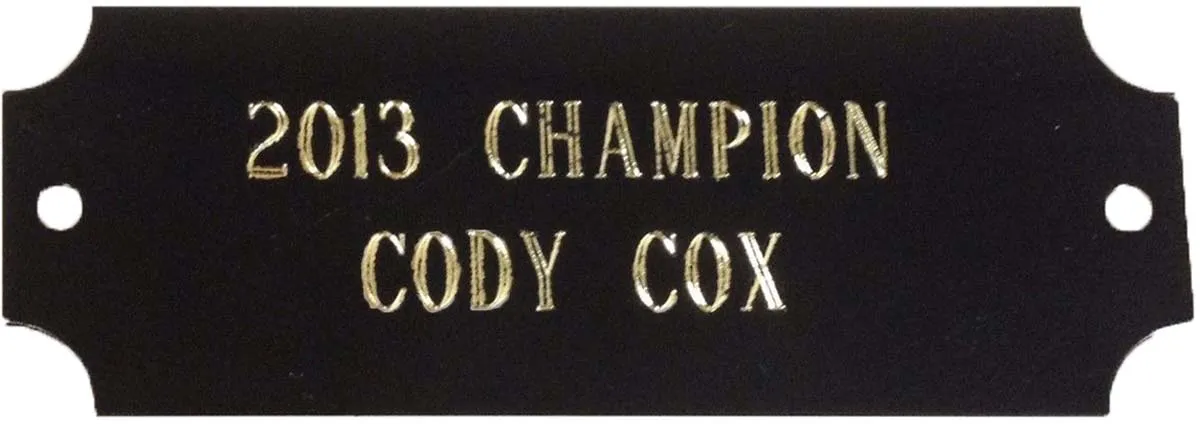 2013 CHAMPION
CODY COX